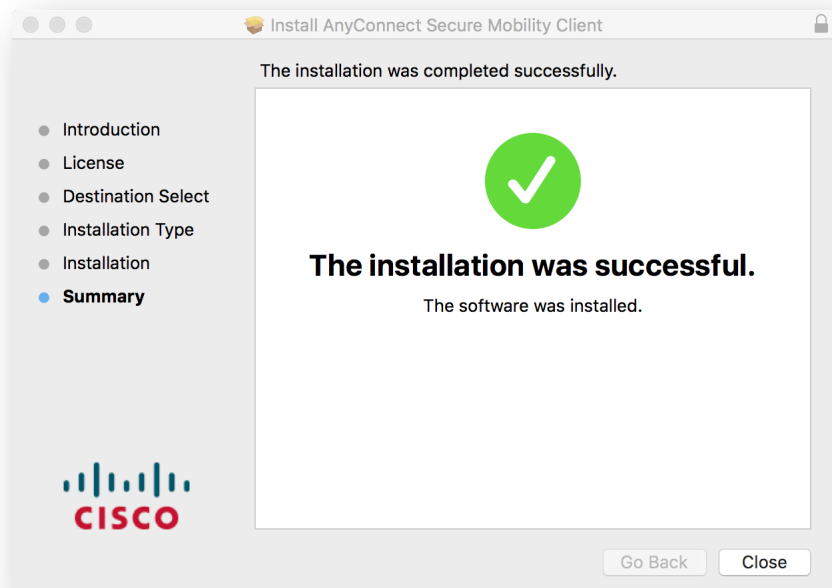 Install AnyConnect Secure Mobility Client
The installation was completed successfully.
Introduction
License
Destination Select
Installation Type
Installation
Summary
The installation was successful.
The software was installed.
CISCO
Go Back
Close